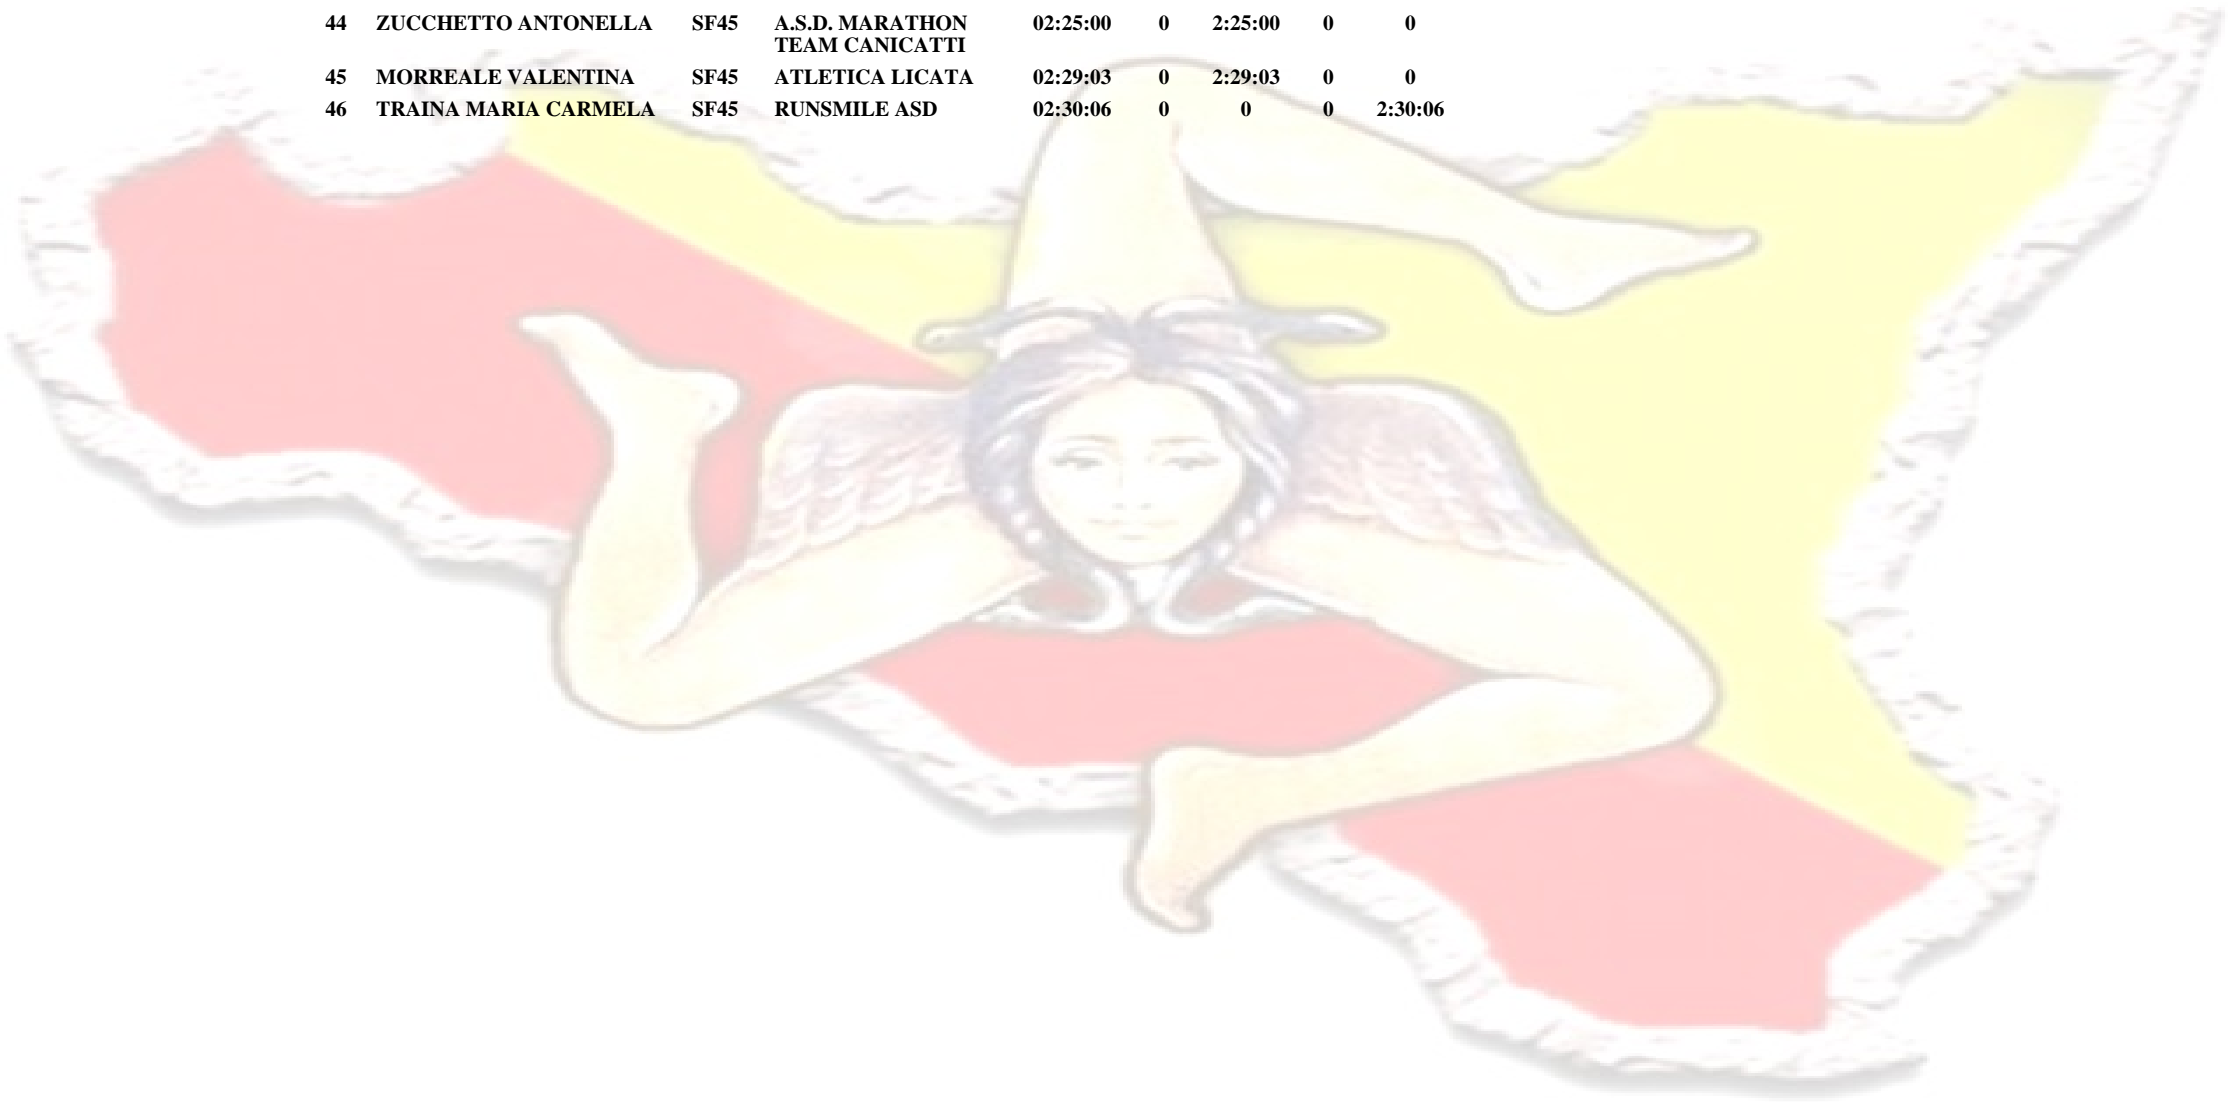 44 ZUCCHETTO ANTONELLA SF45 A.S.D. MARATHON 02:25:00 0 2:25:00 0 0
TEAM CANICATTI
45 MORREALE VALENTINA SF45 ATLETICA LICATA 02:29:03 0 2:29:03 0 0
46 TRAINA MARIA CARMELA SF45 RUNSMILE ASD 02:30:06 0 0 0 2:30:06